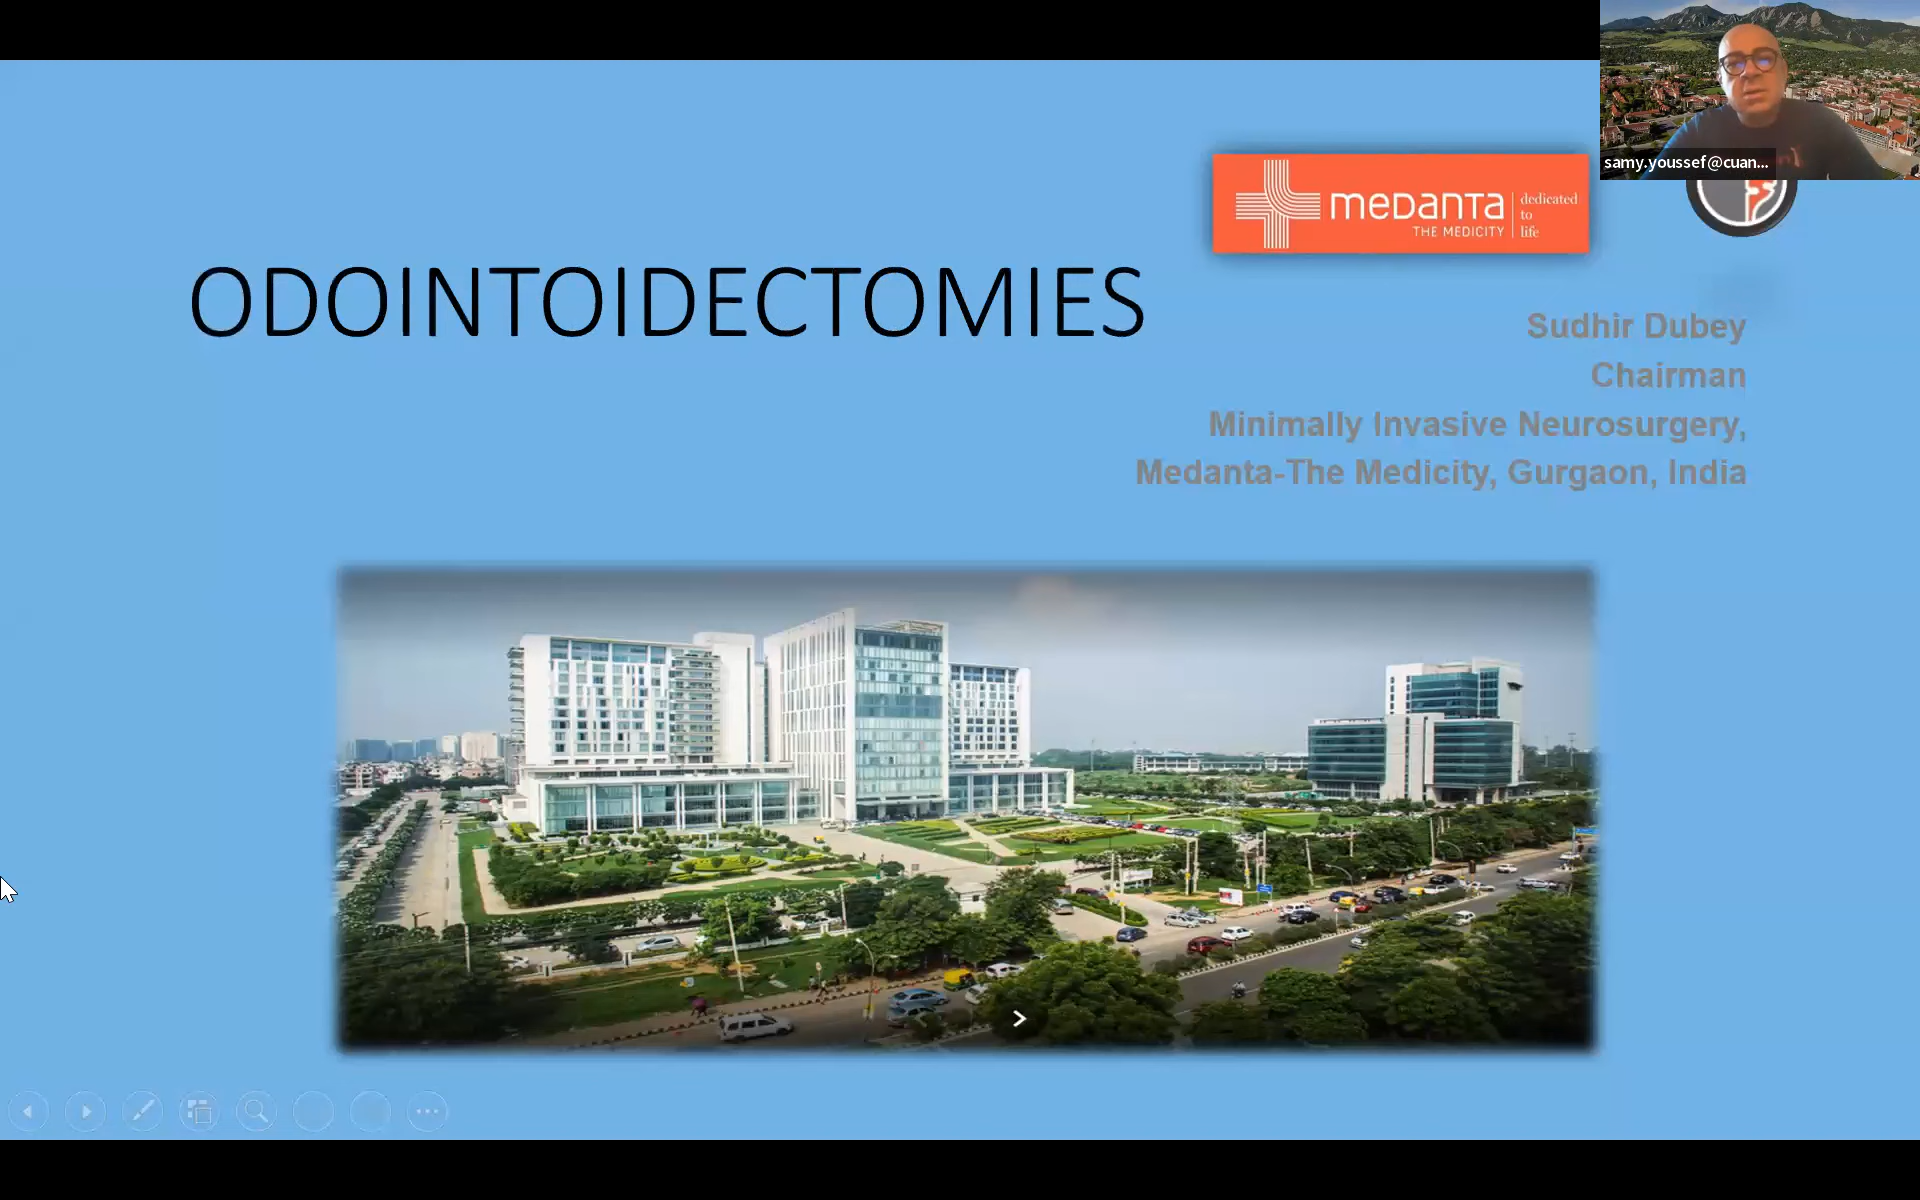 samy.youssef@cuan...
medanta
THE MEDICITY
dedicated
to
life
ODOINTOIDECTOMIES
Sudhir Dubey
Chairman
Minimally Invasive Neurosurgery,
Medanta-The Medicity, Gurgaon, India